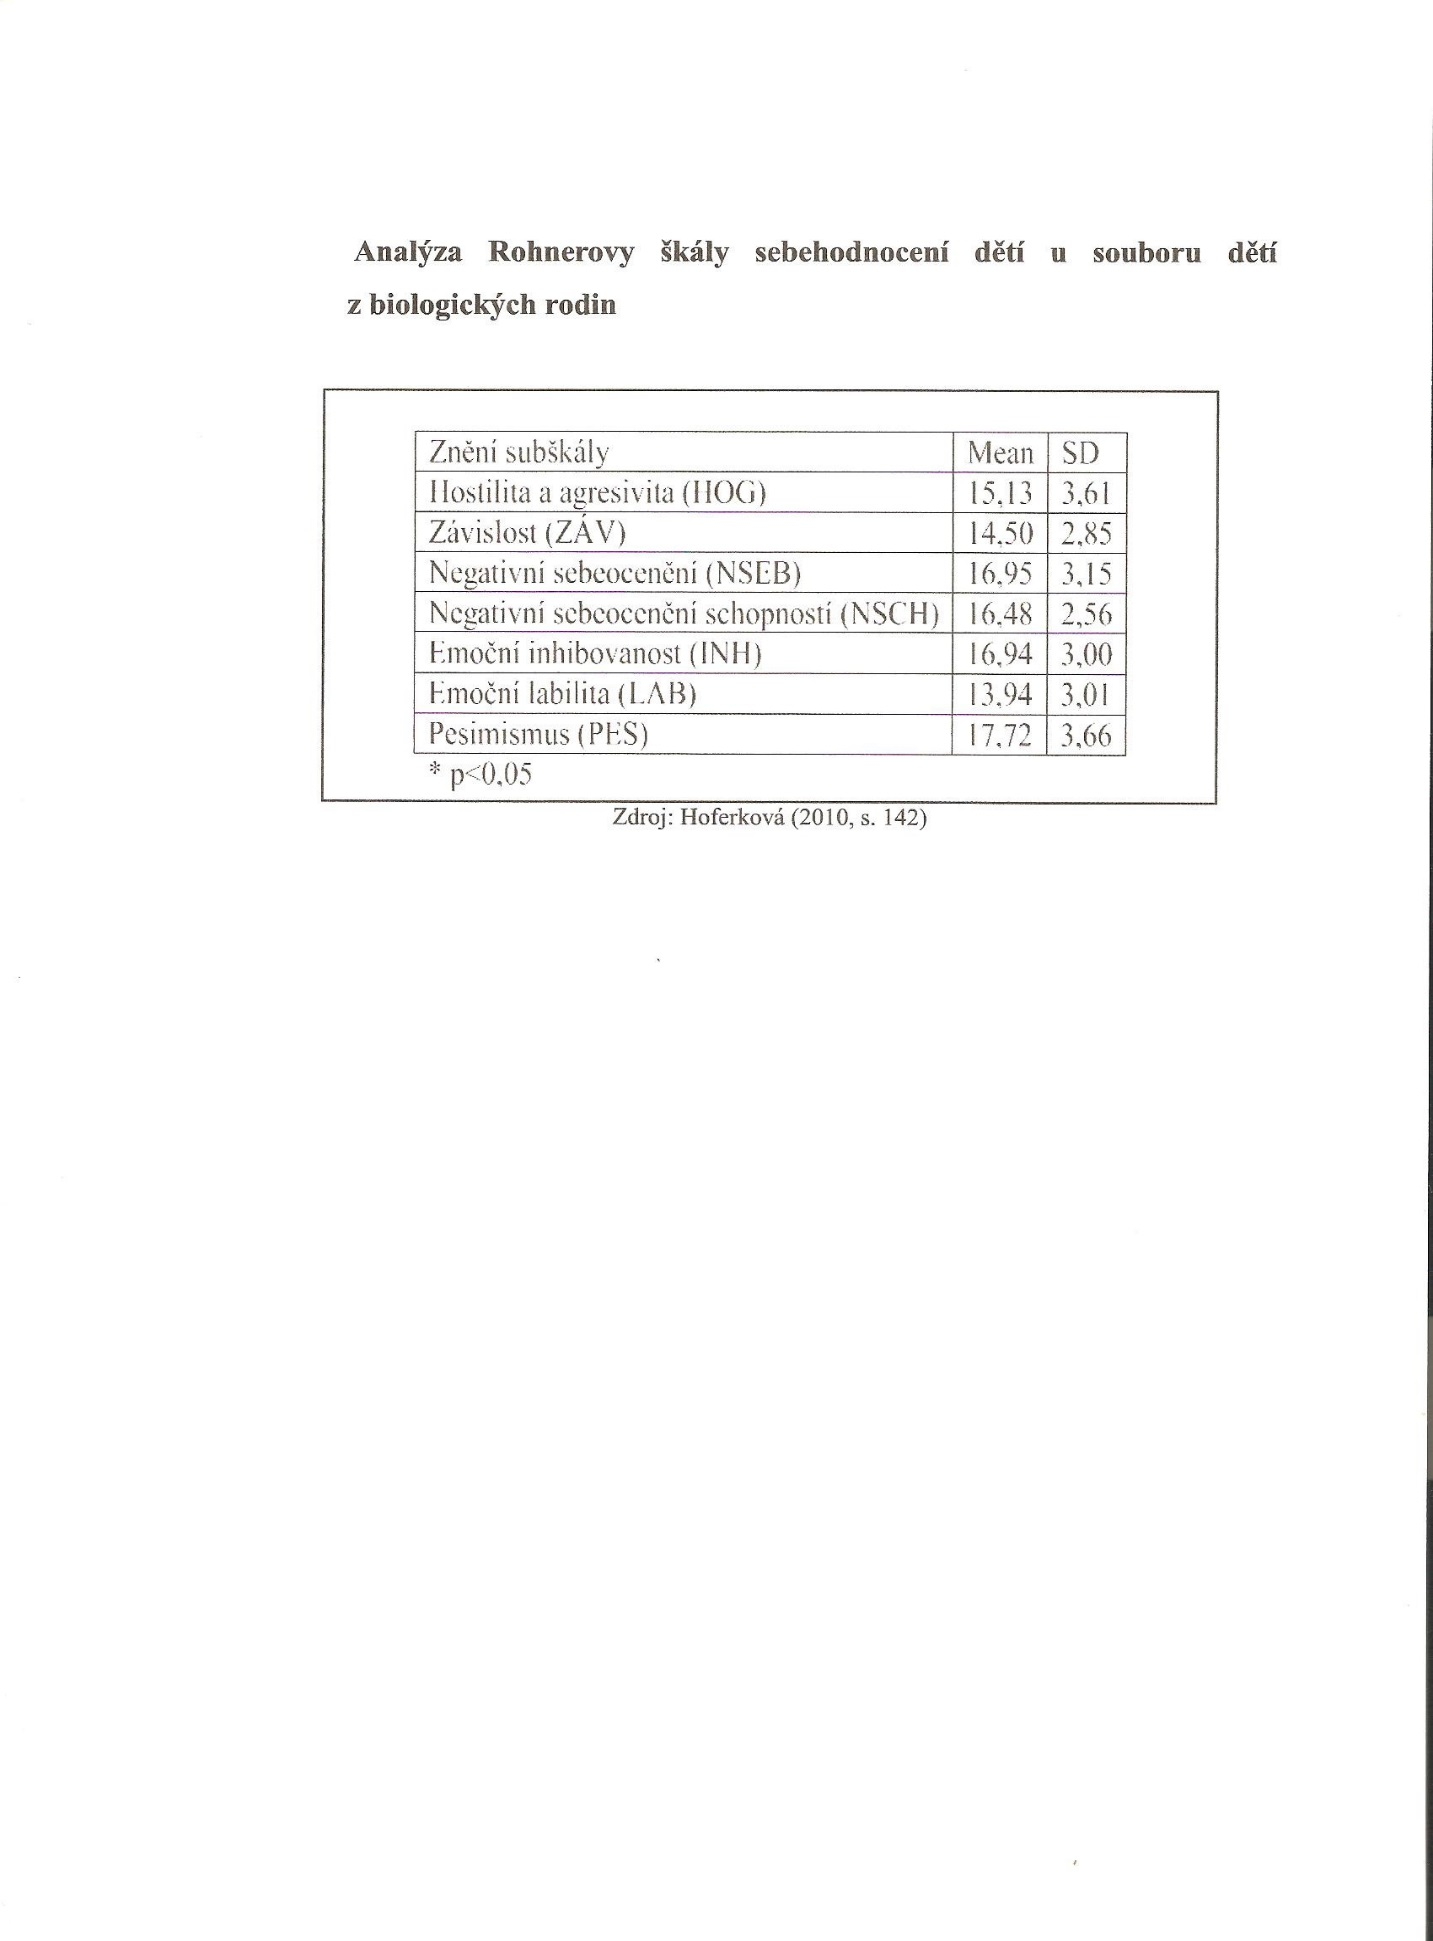 Analýza Rohnerovy škály sebehodnocení dětí u souboru dětí
z biologických rodin
Znění subškály Mean SD
Hostilita a agresivita (HOG) 15,13 3,61
Závislost (ZÁV) 14,50 2,85
Negativní sebeocenění (NSEB) 16,95 3,15
Negativní sebeocenění schopností (NSCH) 16,48 2,56
Emoční inhibovanost (INH) 16,94 3,00
Emoční labilita (LAB) 13,94 3,01
Pesimismus (PES) 17,72 3,66
* p<0,05
Zdroj: Hoferková (2010, s. 142)